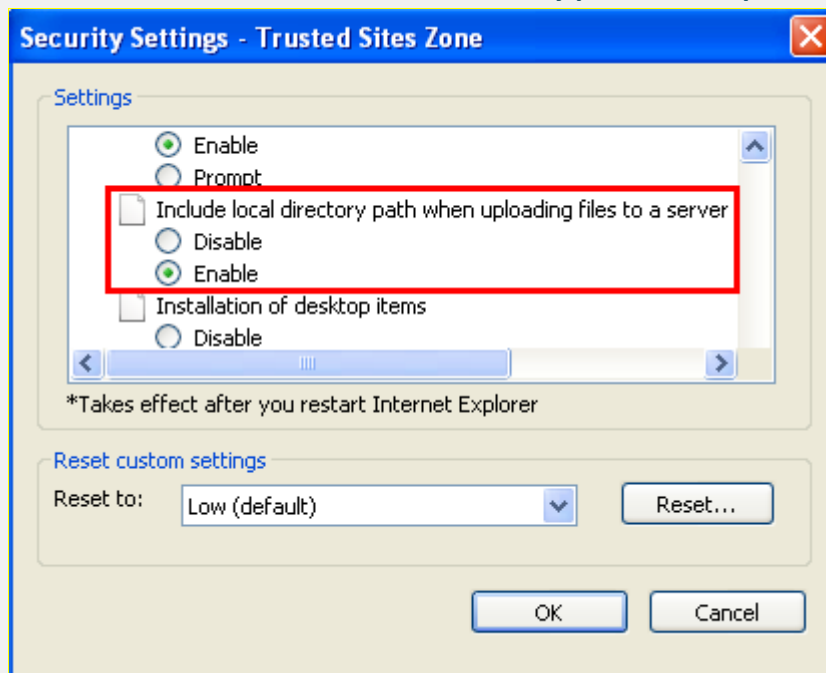 Security Settings - Trusted Sites Zone
Settings
Enable
Prompt
Include local directory path when uploading files to a server
Disable
Enable
Installation of desktop items
Disable
*Takes effect after you restart Internet Explorer
Reset custom settings
Reset to: Low (default) Reset...
OK Cancel